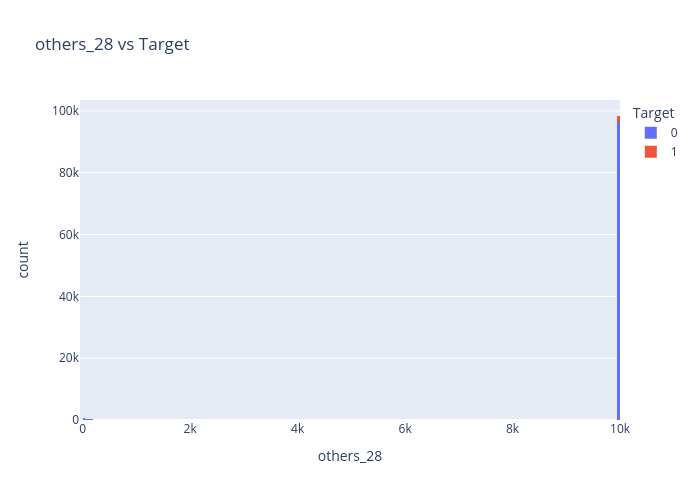 others_28 vs Target
Target
0
1
100k
80k
60k
40k
20k
0
count
0
2k
4k
6k
8k
10k
others_28